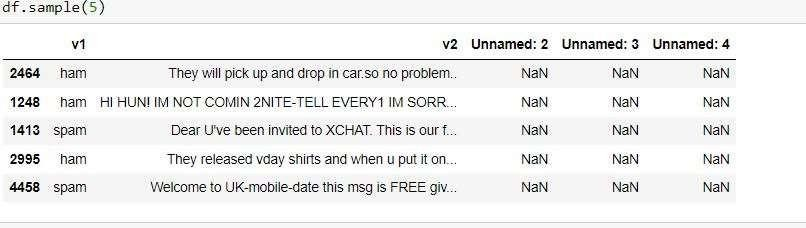 df.sample(5)
v1 v2 Unnamed: 2 Unnamed: 3 Unnamed: 4
2464 ham They will pick up and drop in car.so no problem.. NaN NaN NaN
1248 ham HI HUN! IM NOT COMIN 2NITE-TELL EVERY1 IM SORR... NaN NaN NaN
1413 spam Dear U've been invited to XCHAT. This is our f... NaN NaN NaN
2995 ham They released vday shirts and when u put it on... NaN NaN NaN
4458 spam Welcome to UK-mobile-date this msg is FREE giv... NaN NaN NaN